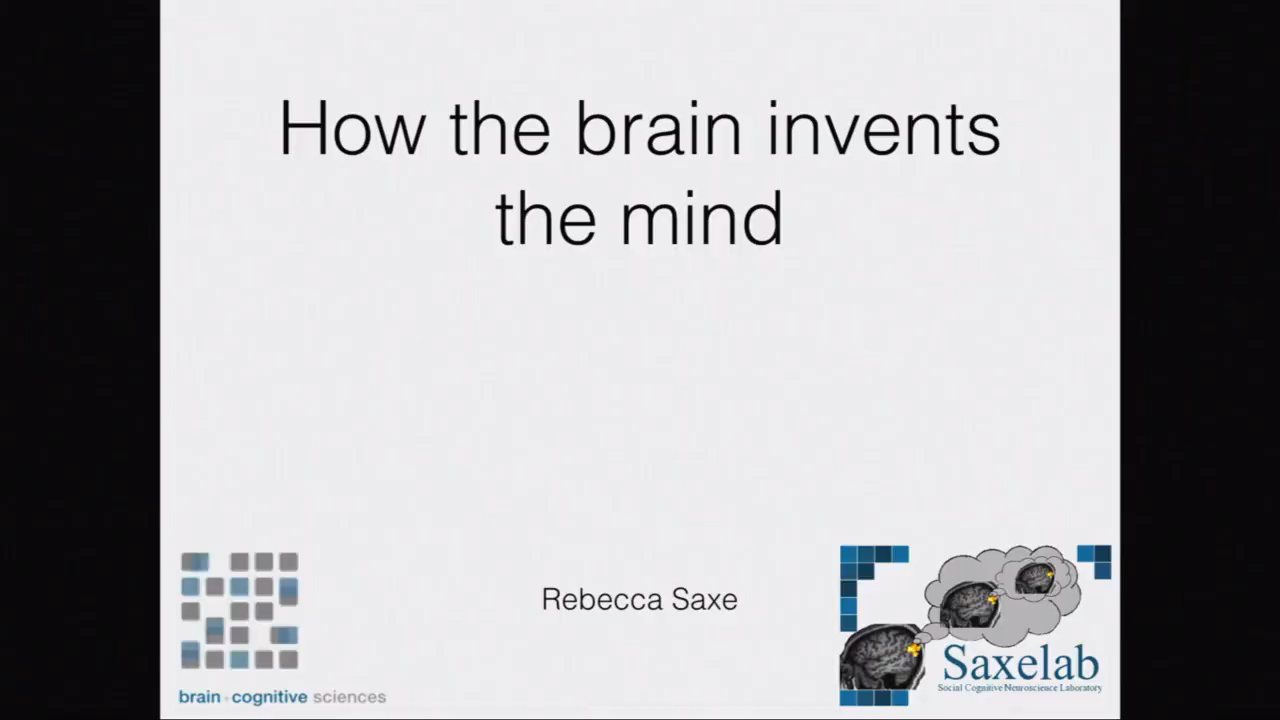 How the brain invents
the mind
Rebecca Saxe
Saxelab
Social Cognitive Neuroscience Laboratory
brain + cognitive sciences